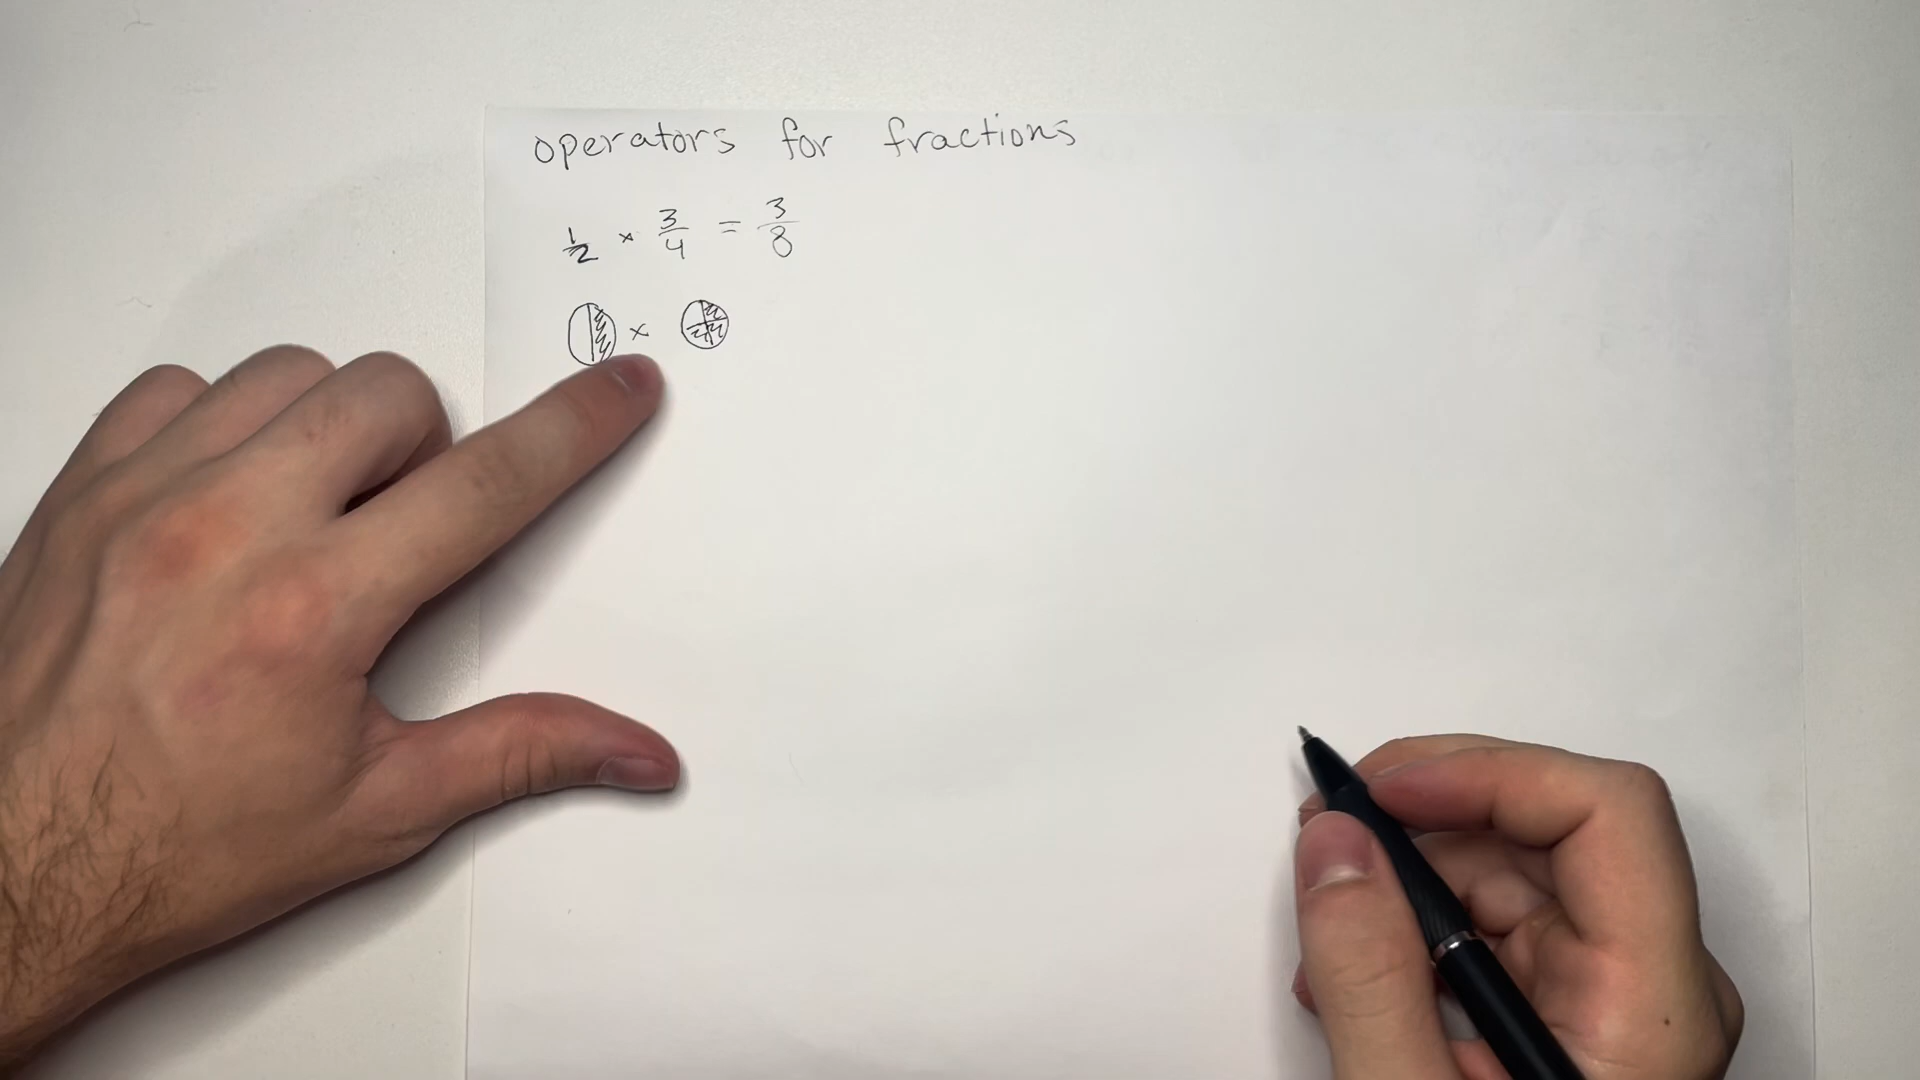 operators for fractions
1/2 × 3/4 = 3/8
×